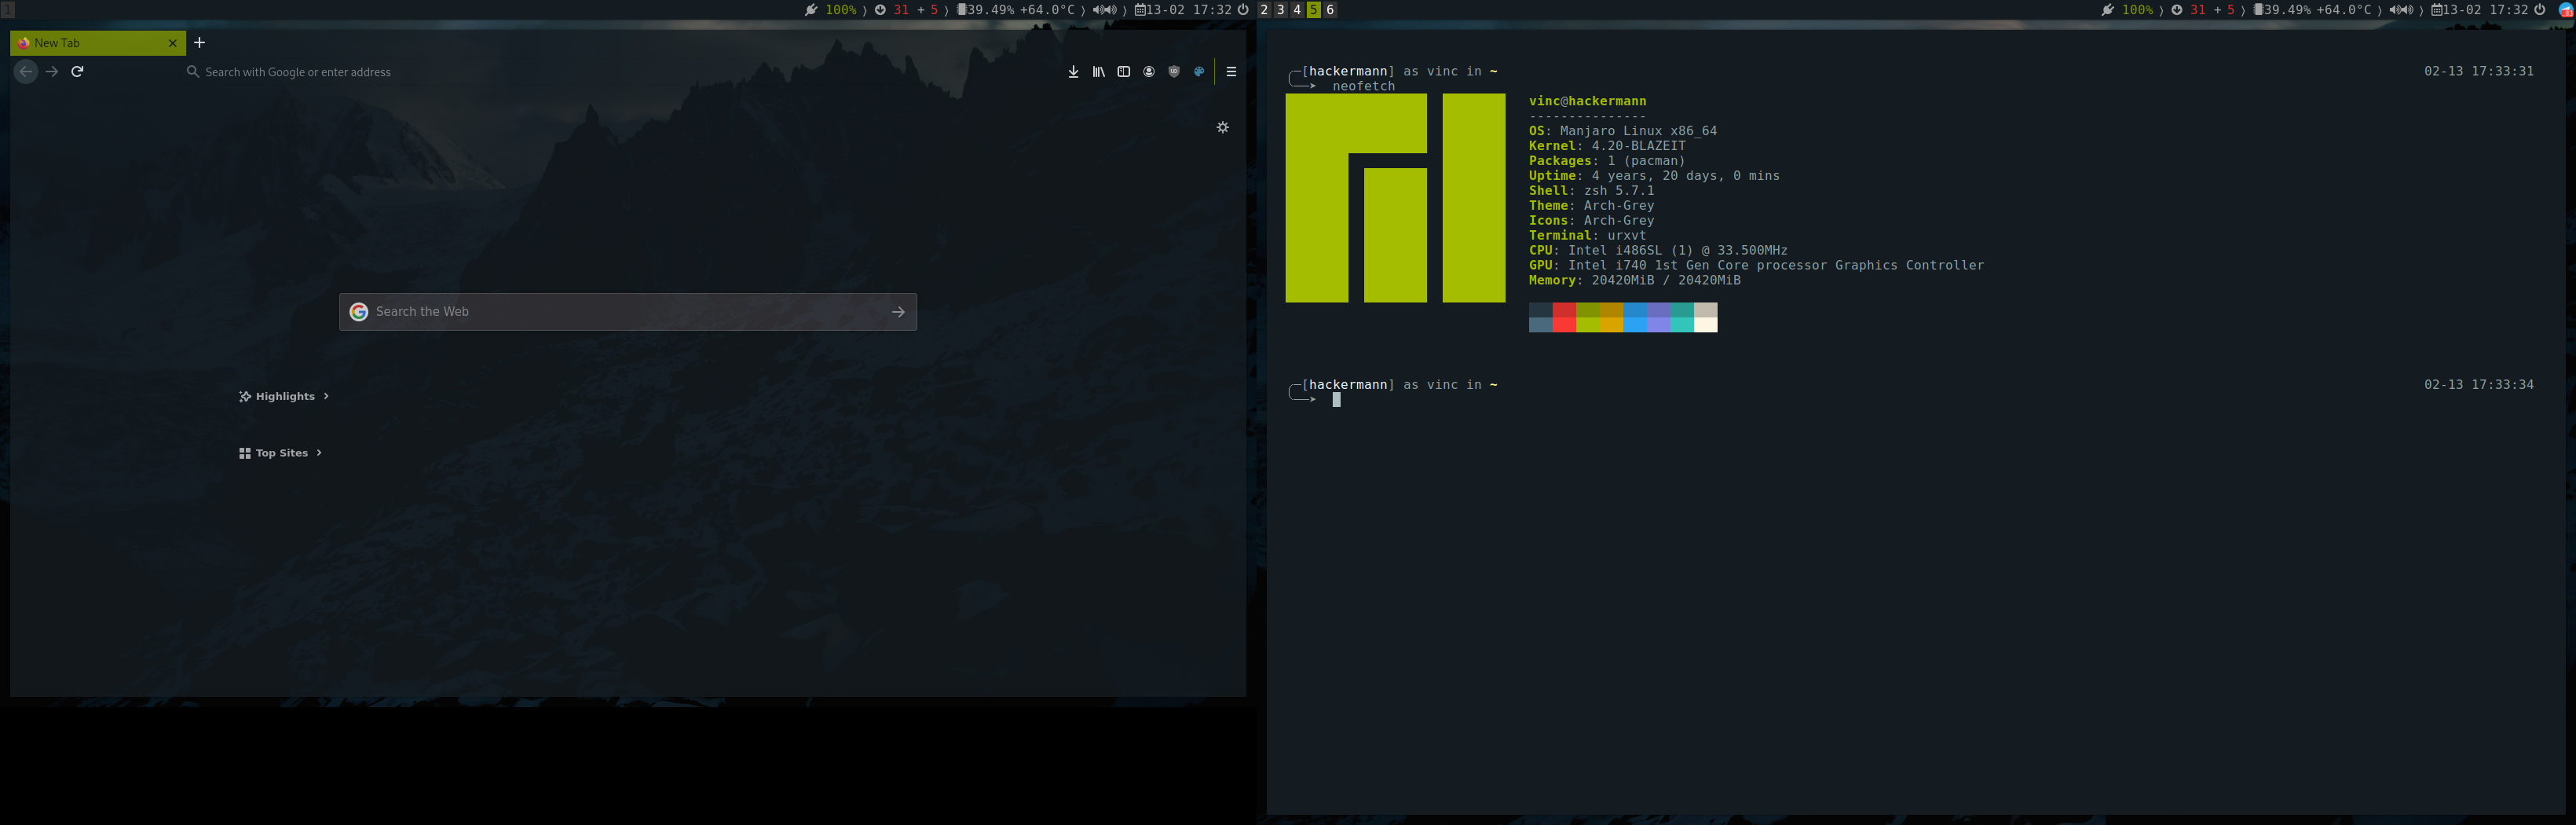 1
100% ⟩ 31 + 5 ⟩ 39.49% +64.0°C ⟩ ⟩ 13-02 17:32
2 3 4 5 6
100% ⟩ 31 + 5 ⟩ 39.49% +64.0°C ⟩ ⟩ 13-02 17:32
New Tab
Search with Google or enter address
Search the Web
Highlights
Top Sites
[hackermann] as vinc in ~ 02-13 17:33:31
neofetch
vinc@hackermann
---------------
OS: Manjaro Linux x86_64
Kernel: 4.20-BLAZEIT
Packages: 1 (pacman)
Uptime: 4 years, 20 days, 0 mins
Shell: zsh 5.7.1
Theme: Arch-Grey
Icons: Arch-Grey
Terminal: urxvt
CPU: Intel i486SL (1) @ 33.500MHz
GPU: Intel i740 1st Gen Core processor Graphics Controller
Memory: 20420MiB / 20420MiB
[hackermann] as vinc in ~ 02-13 17:33:34